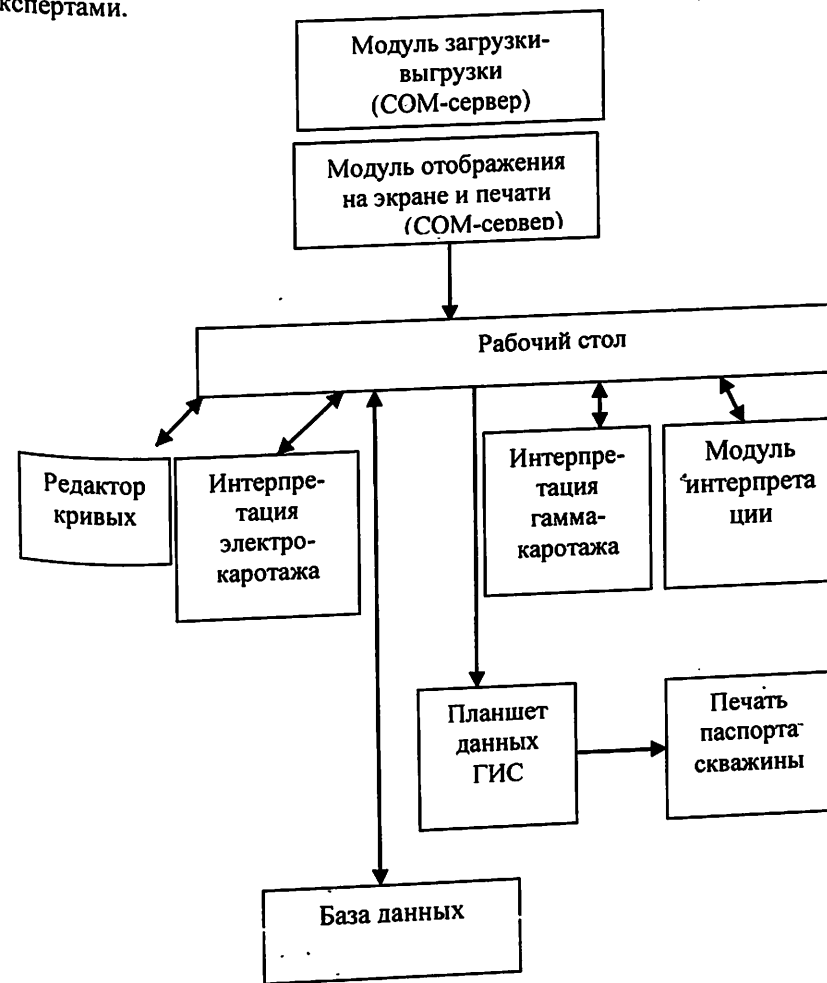 кспертами.
Модуль загрузки-
выгрузки
(COM-сервер)
Модуль отображения
на экране и печати
(COM-сервер)
Рабочий стол
Редактор
кривых
Интерпре-
тация
электро-
каротажа
Интерпре-
тация
гамма-
каротажа
Модуль
интерпрета
ции
Планшет
данных
ГИС
Печать
паспорта
скважины
База данных